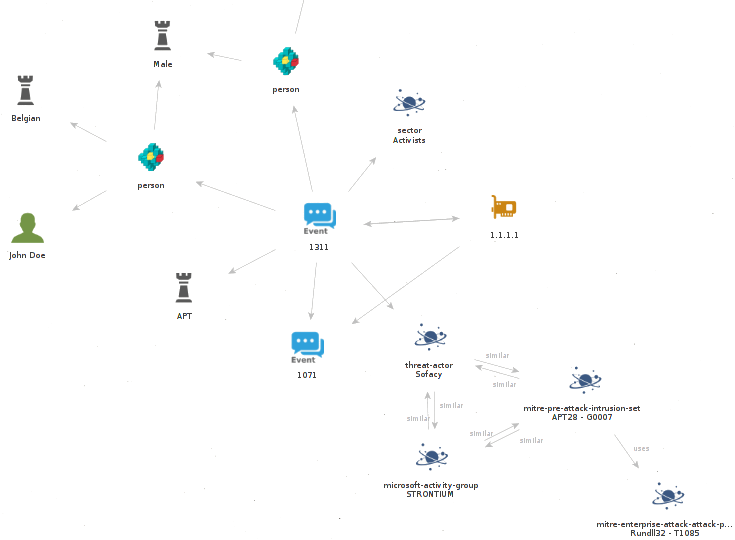 Male
person
Belgian
sector
Activists
person
Event
1311
1.1.1.1
John Doe
APT
Event
1071
threat-actor
Sofacy
similar
similar
mitre-pre-attack-intrusion-set
APT28 - G0007
similar
similar
similar
similar
uses
microsoft-activity-group
STRONTIUM
mitre-enterprise-attack-attack-p...
Rundll32 - T1085